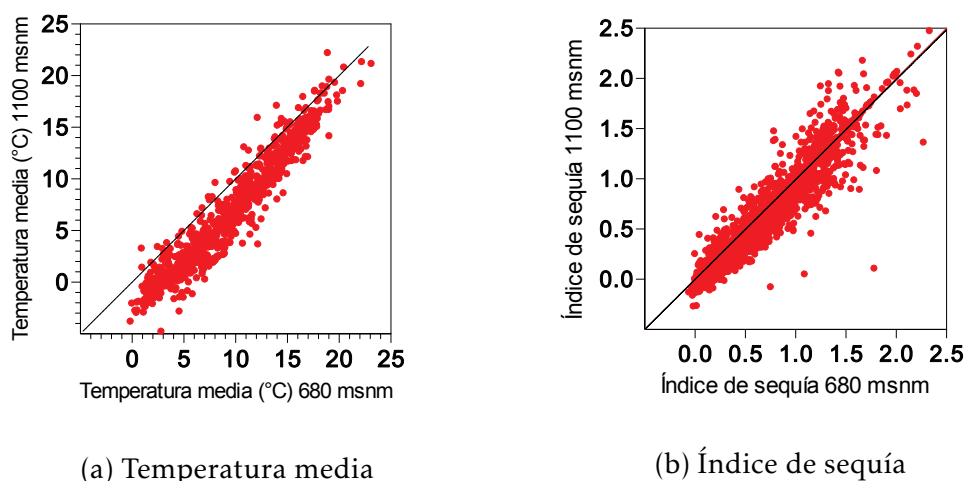 Temperatura media (°C) 1100 msnm
25
20
15
10
5
0
0 5 10 15 20 25
Temperatura media (°C) 680 msnm
(a) Temperatura media
Índice de sequía 1100 msnm
2.5
2.0
1.5
1.0
0.5
0.0
0.0 0.5 1.0 1.5 2.0 2.5
Índice de sequía 680 msnm
(b) Índice de sequía